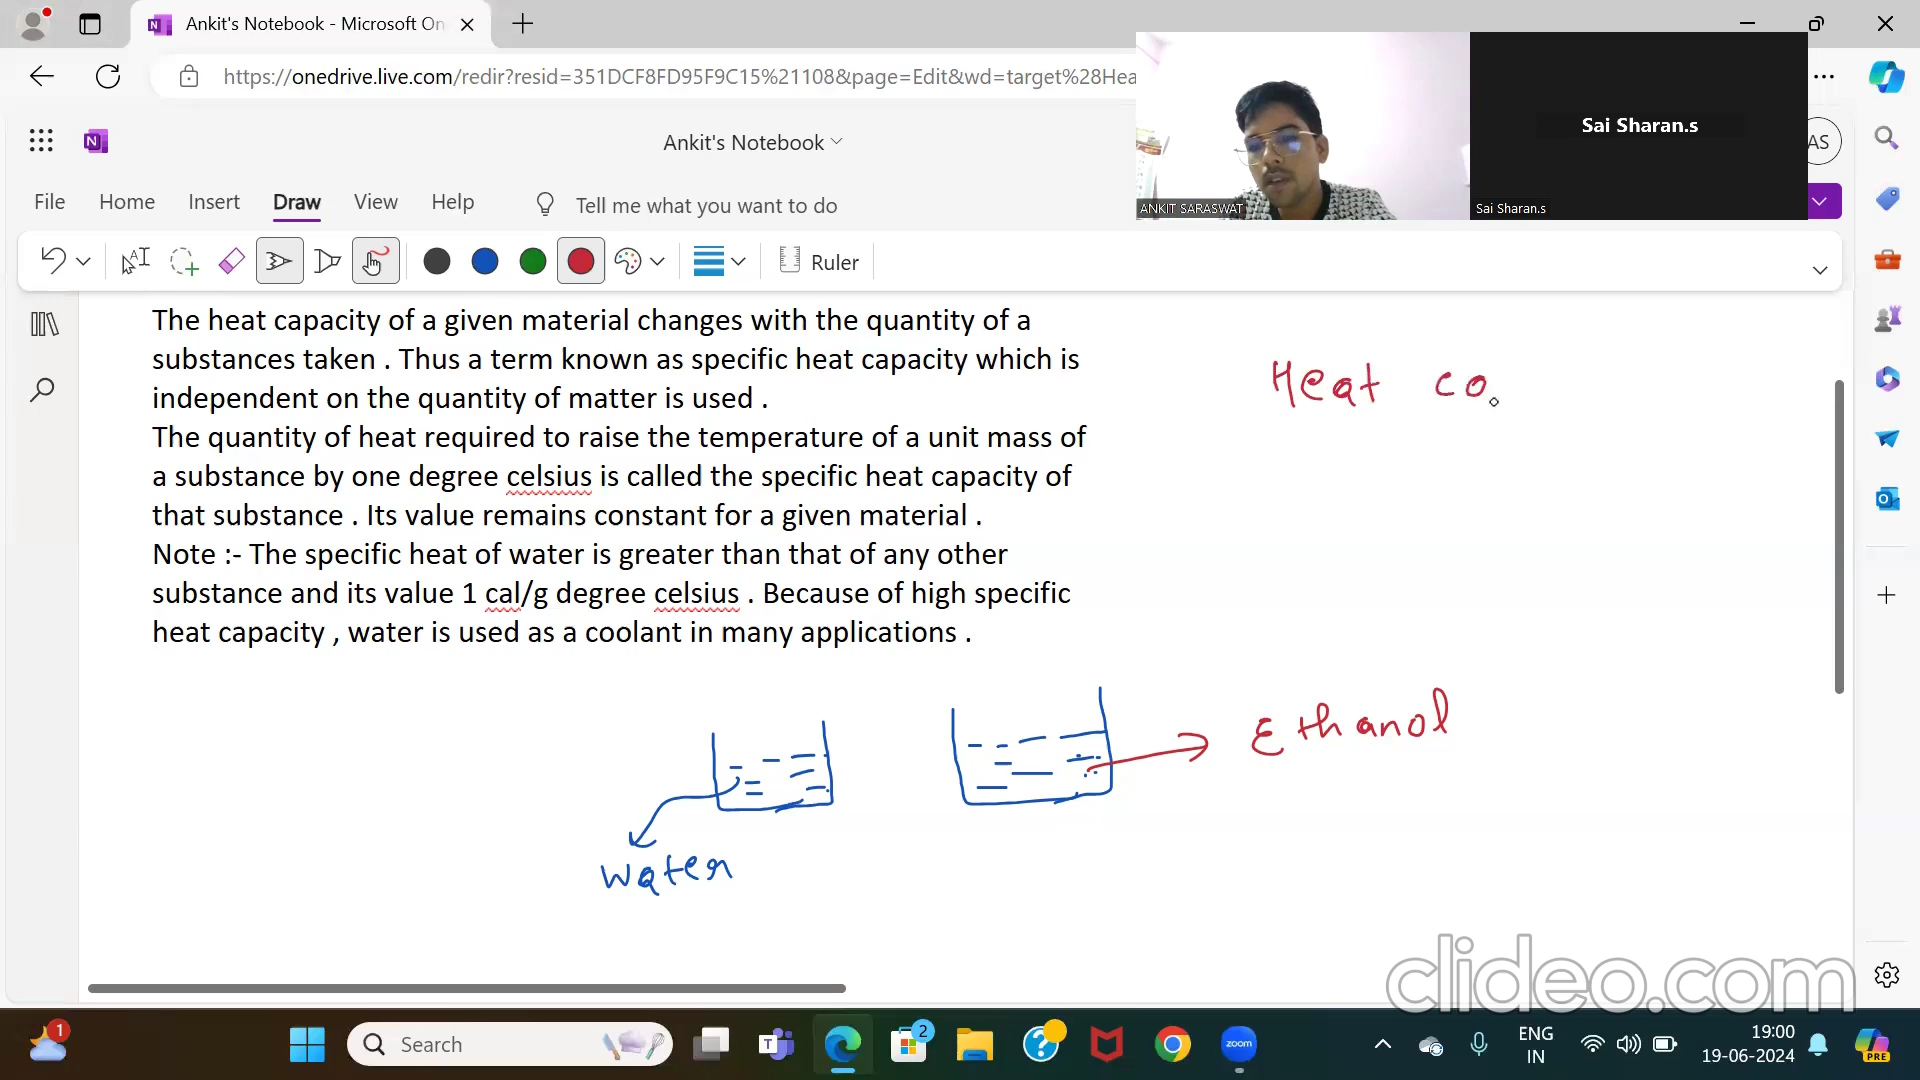 Ankit's Notebook - Microsoft On
https://onedrive.live.com/redir?resid=351DCF8FD95F9C15%21108&page=Edit&wd=target%28Hea
Ankit's Notebook
AS
Sai Sharan.s
ANKIT SARASWAT
Sai Sharan.s
File Home Insert Draw View Help Tell me what you want to do
Ruler
The heat capacity of a given material changes with the quantity of a
substances taken . Thus a term known as specific heat capacity which is
independent on the quantity of matter is used .
The quantity of heat required to raise the temperature of a unit mass of
a substance by one degree celsius is called the specific heat capacity of
that substance . Its value remains constant for a given material .
Note :- The specific heat of water is greater than that of any other
substance and its value 1 cal/g degree celsius . Because of high specific
heat capacity , water is used as a coolant in many applications .
Heat co
Ethanol
Water
clideo.com
1
Search
2
zoom
ENG
IN
19:00
19-06-2024
PRE